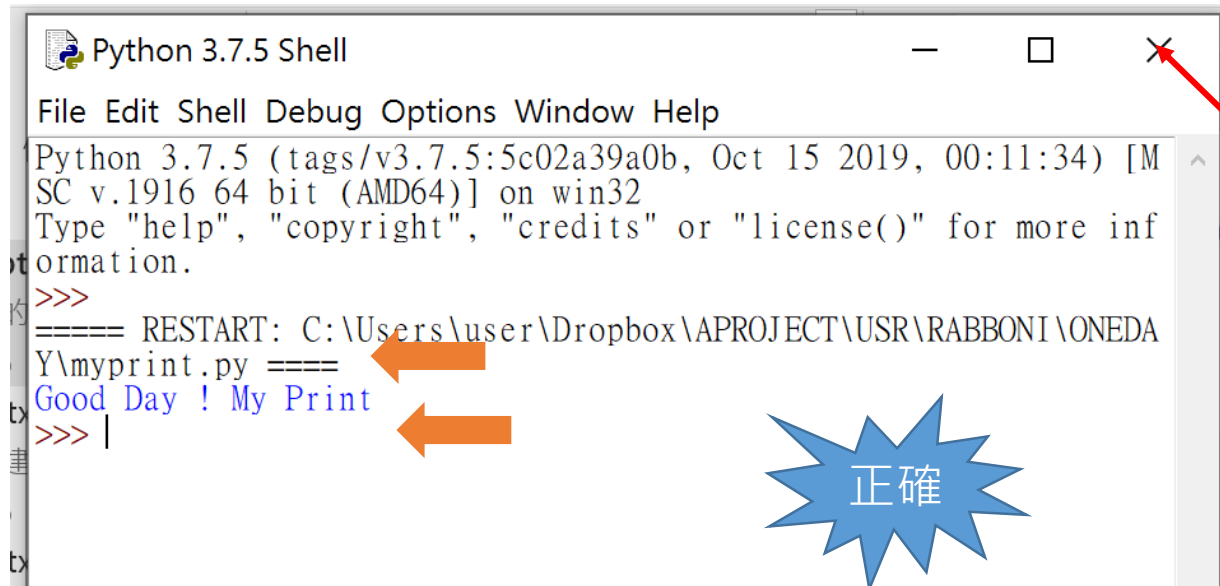 Python 3.7.5 Shell
File Edit Shell Debug Options Window Help
Python 3.7.5 (tags/v3.7.5:5c02a39a0b, Oct 15 2019, 00:11:34) [M
SC v.1916 64 bit (AMD64)] on win32
Type "help", "copyright", "credits" or "license()" for more inf
ormation.
>>>
===== RESTART: C:\Users\user\Dropbox\APROJECT\USR\RABBONI\ONEDA
Y\myprint.py ====
Good Day ! My Print
>>>
正確